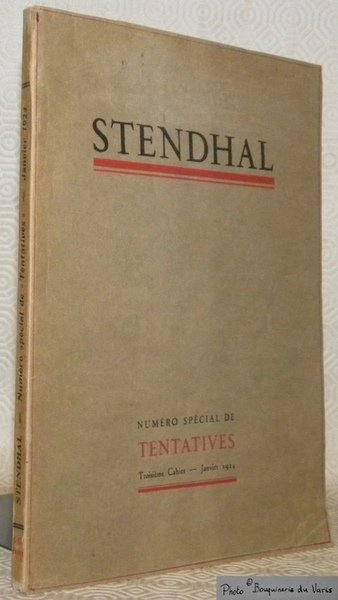 STENDHAL
NUMÉRO SPÉCIAL DE
TENTATIVES
Troisième Cahier — Janvier 1924
STENDHAL — Numéro spécial de « Tentatives » — Janvier 1924
Photo © Bouquinerie du Varis